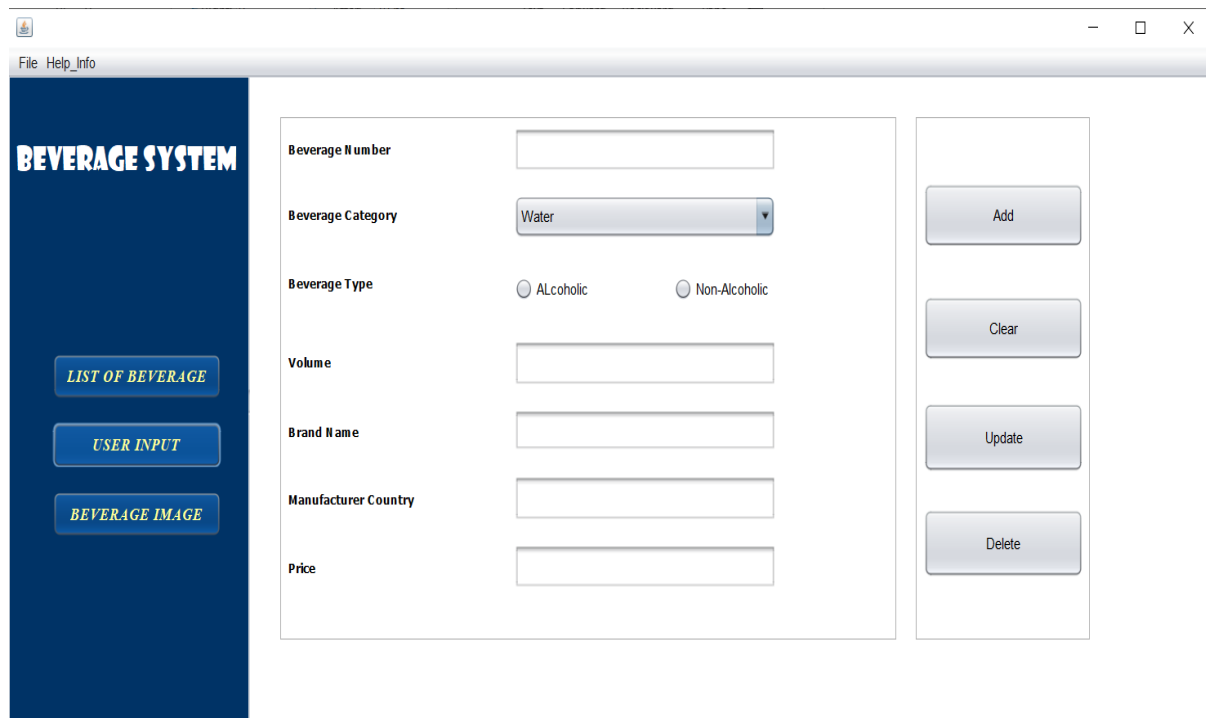 File Help_Info
BEVERAGE SYSTEM
LIST OF BEVERAGE
USER INPUT
BEVERAGE IMAGE
Beverage Number
Beverage Category Water
Beverage Type ALcoholic Non-Alcoholic
Volume
Brand Name
Manufacturer Country
Price
Add
Clear
Update
Delete